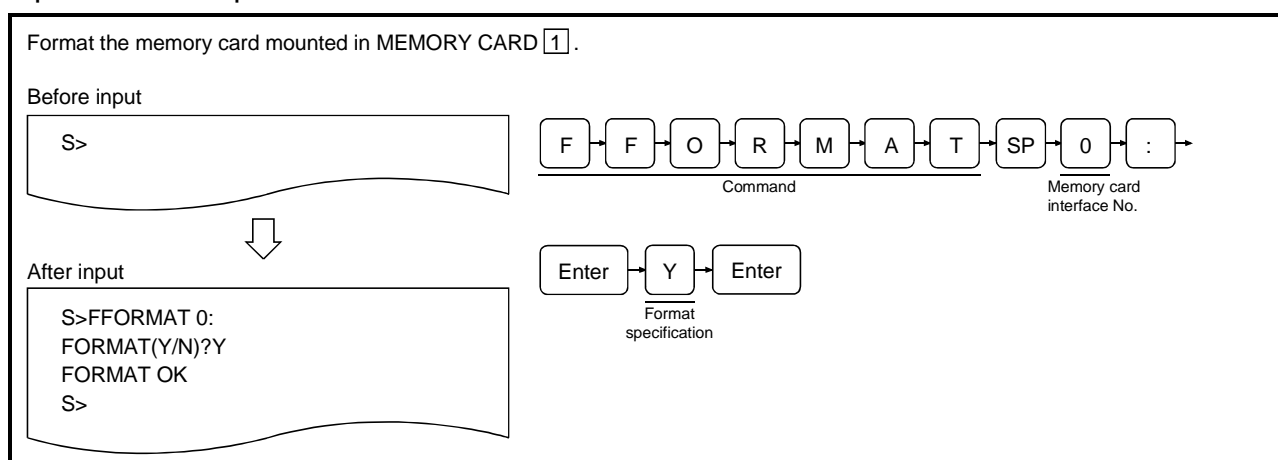 Format the memory card mounted in MEMORY CARD 1 .
Before input
S>
F F O R M A T SP 0 :
Command
Memory card
interface No.
After input
S>FFORMAT 0:
FORMAT(Y/N)?Y
FORMAT OK
S>
Enter Y Enter
Format
specification